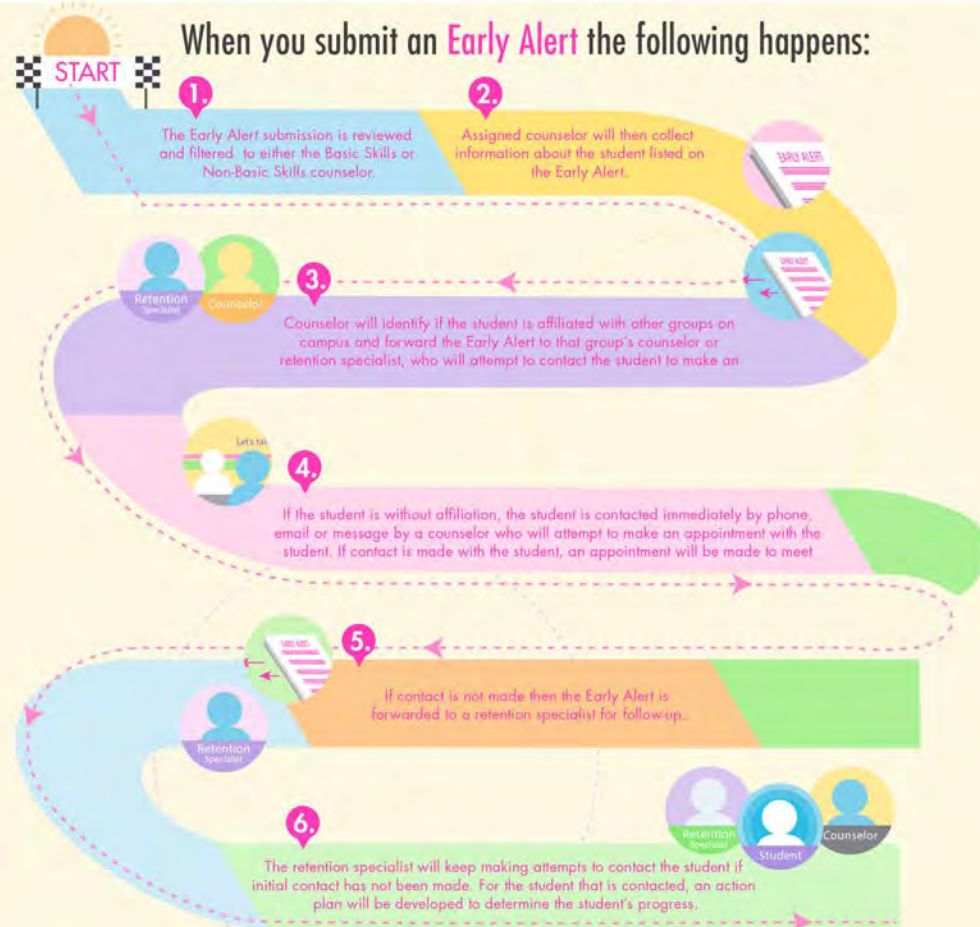 When you submit an Early Alert the following happens:
START
1.
The Early Alert submission is reviewed
and filtered to either the Basic Skills or
Non-Basic Skills counselor.
2.
Assigned counselor will then collect
information about the student listed on
the Early Alert.
EARLY ALERT
EARLY ALERT
Retention
Specialist
Counselor
3.
Counselor will identify if the student is affiliated with other groups on
campus and forward the Early Alert to that group's counselor or
retention specialist, who will attempt to contact the student to make an
Let's tal
4.
If the student is without affiliation, the student is contacted immediately by phone,
email or message by a counselor who will attempt to make an appointment with the
student. If contact is made with the student, an appointment will be made to meet
EARLY ALERT
5.
If contact is not made then the Early Alert is
forwarded to a retention specialist for follow-up.
Retention
Specialist
6.
The retention specialist will keep making attempts to contact the student if
initial contact has not been made. For the student that is contacted, an action
plan will be developed to determine the student's progress.
Retention
Specialist
Student
Counselor